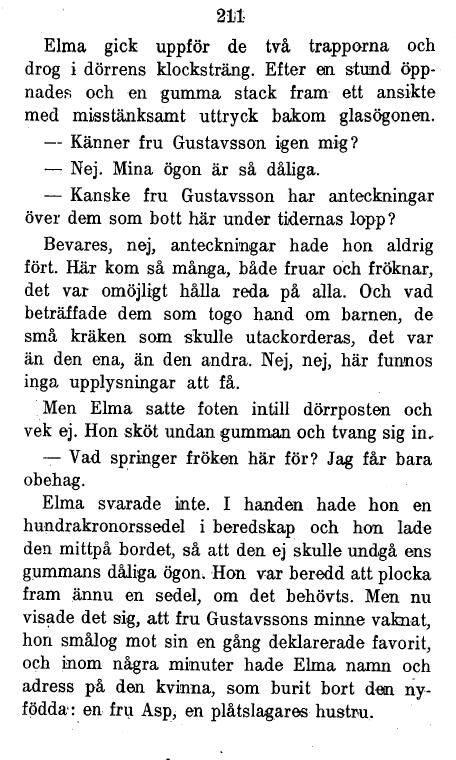 211
Elma gick uppför de två trapporna och
drog i dörrens klocksträng. Efter en stund öpp-
nades och en gumma stack fram ett ansikte
med misstänksamt uttryck bakom glasögonen.
— Känner fru Gustavsson igen mig?
— Nej. Mina ögon är så dåliga.
— Kanske fru Gustavsson har anteckningar
över dem som bott här under tidernas lopp?
Bevares, nej, anteckningar hade hon aldrig
fört. Här kom så många, både fruar och fröknar,
det var omöjligt hålla reda på alla. Och vad
beträffade dem som togo hand om barnen, de
små kräken som skulle utackorderas, det var
än den ena, än den andra. Nej, nej, här funnos
inga upplysningar att få.
Men Elma satte foten intill dörrposten och
vek ej. Hon sköt undan gumman och tvang sig in.
— Vad springer fröken här för? Jag får bara
obehag.
Elma svarade inte. I handen hade hon en
hundrakronorssedel i beredskap och hon lade
den mittpå bordet, så att den ej skulle undgå ens
gummans dåliga ögon. Hon var beredd att plocka
fram ännu en sedel, om det behövts. Men nu
visade det sig, att fru Gustavssons minne vaknat,
hon smålog mot sin en gång deklarerade favorit,
och inom några minuter hade Elma namn och
adress på den kvinna, som burit bort den ny-
födda: en fru Asp, en plåtslagares hustru.